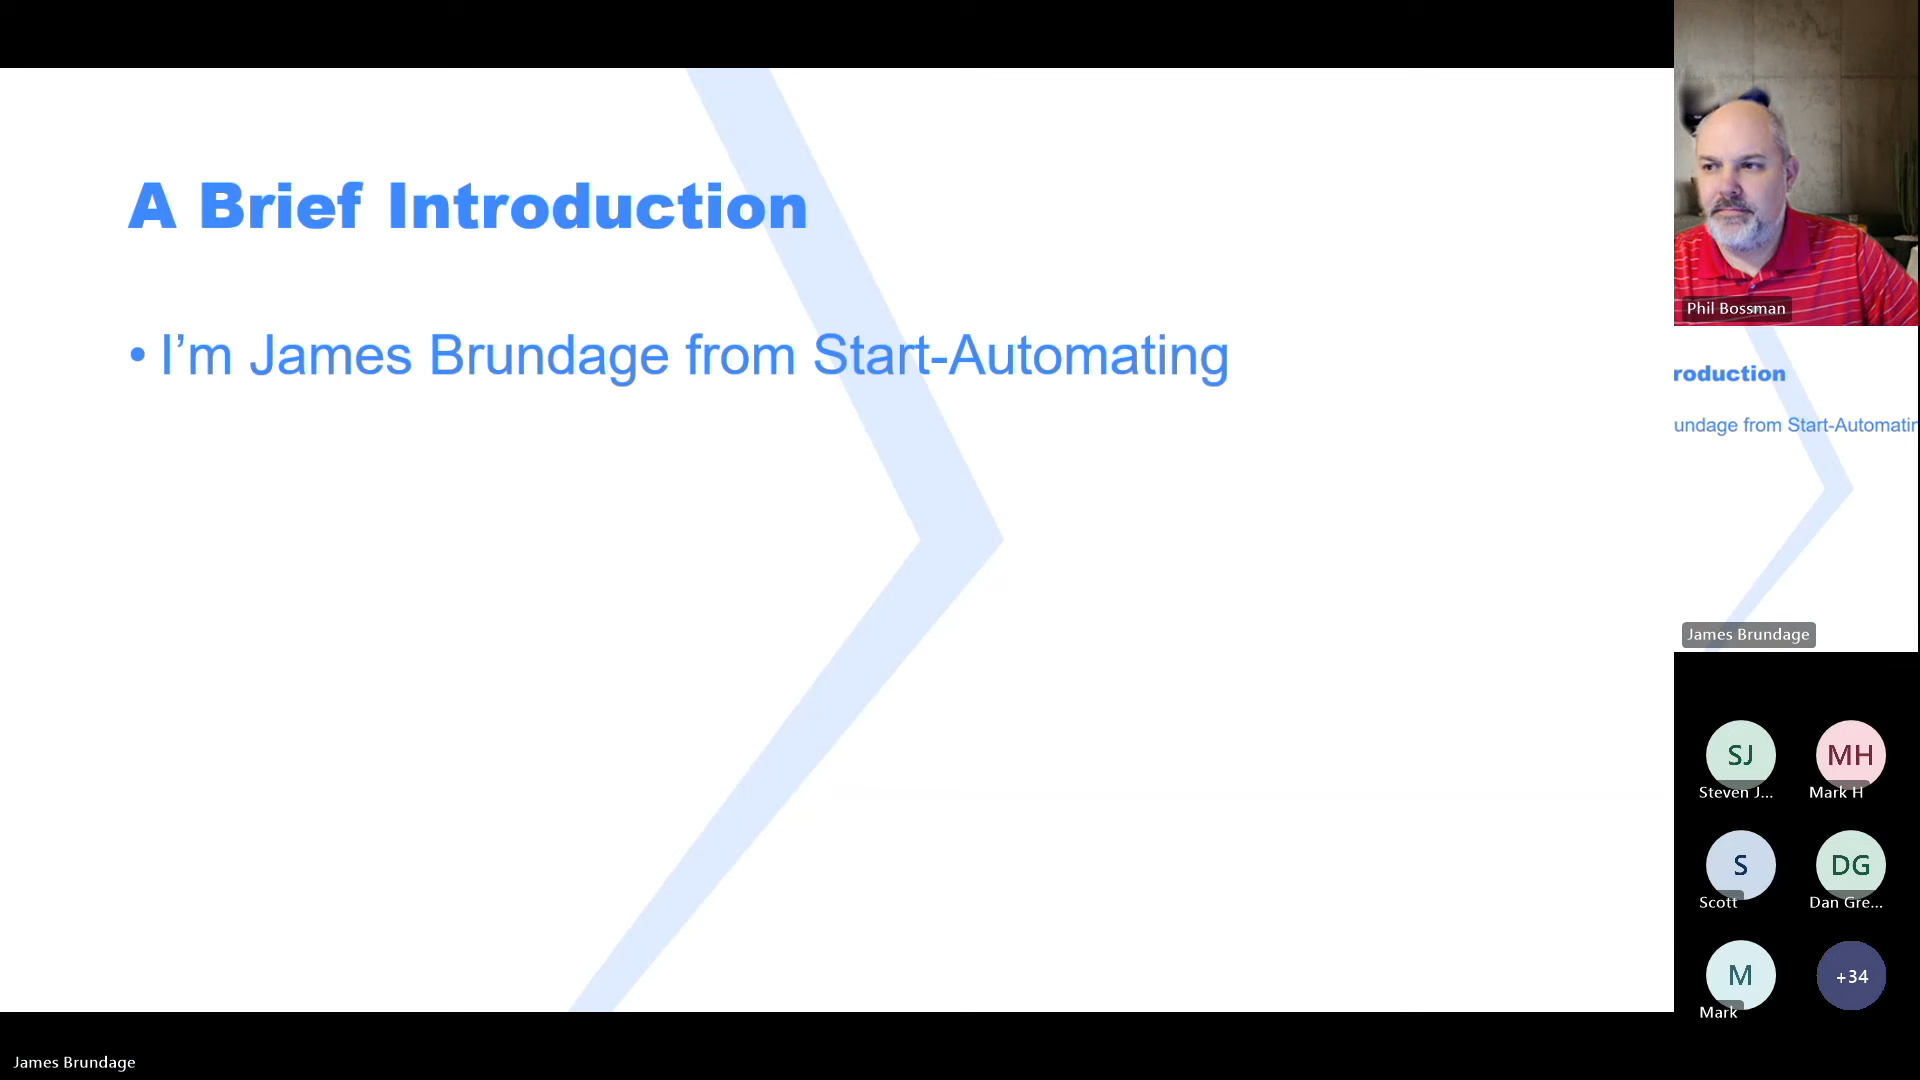 A Brief Introduction
• I’m James Brundage from Start-Automating
Phil Bossman
roduction
undage from Start-Automatin
James Brundage
SJ
Steven J...
MH
Mark H
S
Scott
DG
Dan Gre...
M
Mark
+34
James Brundage